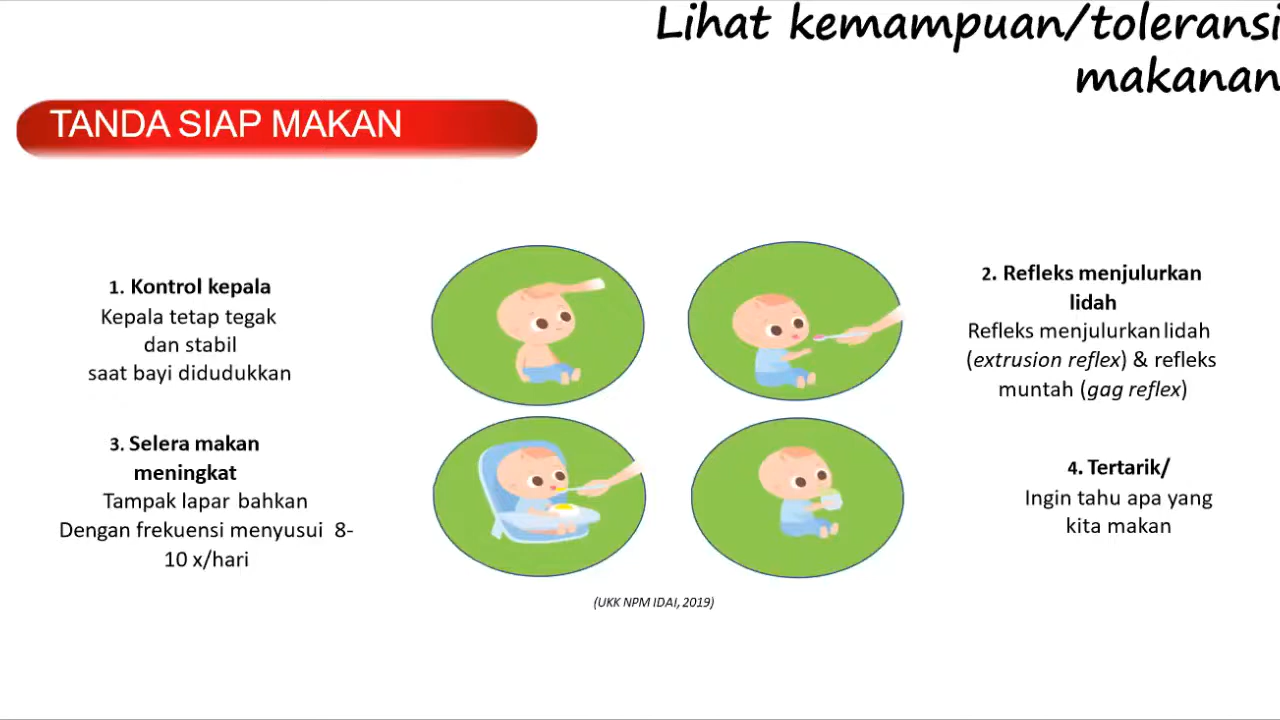 Lihat kemampuan/toleransi
makanan
TANDA SIAP MAKAN
1. Kontrol kepala
Kepala tetap tegak
dan stabil
saat bayi didudukkan
2. Refleks menjulurkan
lidah
Refleks menjulurkan lidah
(extrusion reflex) & refleks
muntah (gag reflex)
3. Selera makan
meningkat
Tampak lapar bahkan
Dengan frekuensi menyusui 8-
10 x/hari
4. Tertarik/
Ingin tahu apa yang
kita makan
(UKK NPM IDAI, 2019)